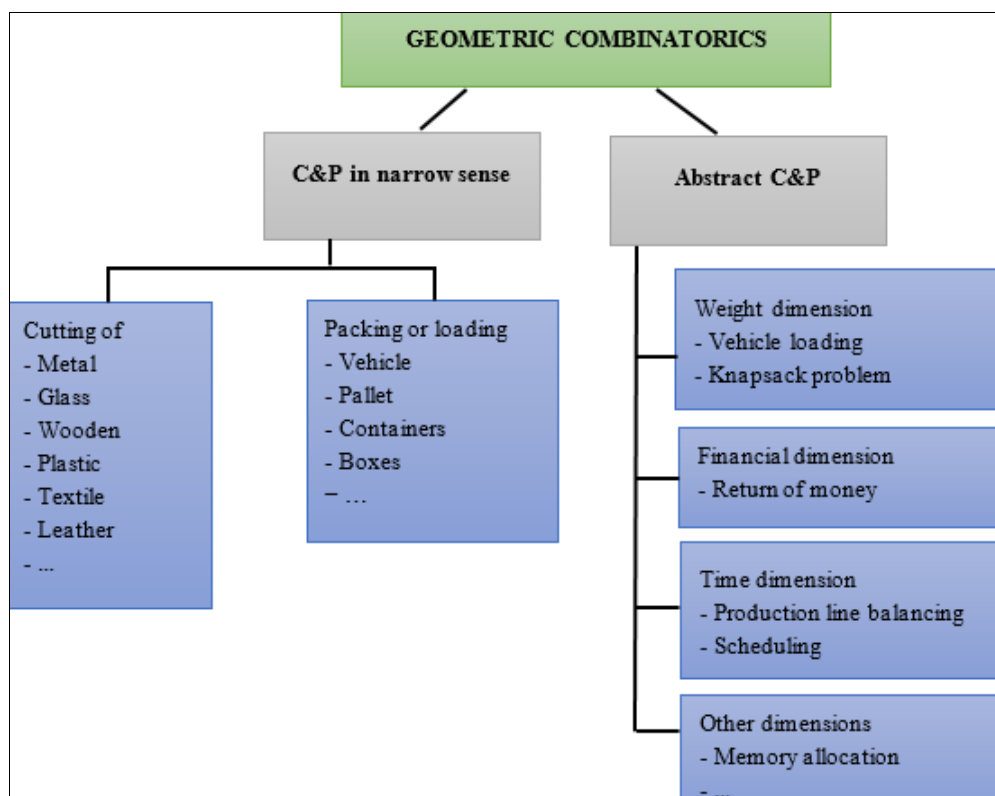 GEOMETRIC COMBINATORICS
C&P in narrow sense
Abstract C&P
Cutting of
- Metal
- Glass
- Wooden
- Plastic
- Textile
- Leather
- ...
Packing or loading
- Vehicle
- Pallet
- Containers
- Boxes
– ...
Weight dimension
- Vehicle loading
- Knapsack problem
Financial dimension
- Return of money
Time dimension
- Production line balancing
- Scheduling
Other dimensions
- Memory allocation
- ...